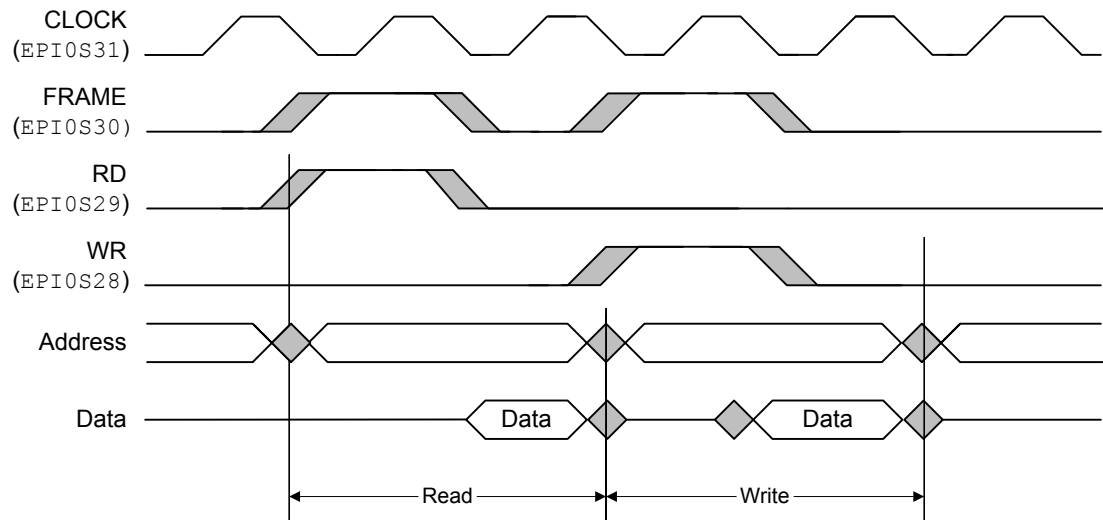 CLOCK
(EPI0S31)
FRAME
(EPI0S30)
RD
(EPI0S29)
WR
(EPI0S28)
Address
Data
Data
Data
Read
Write